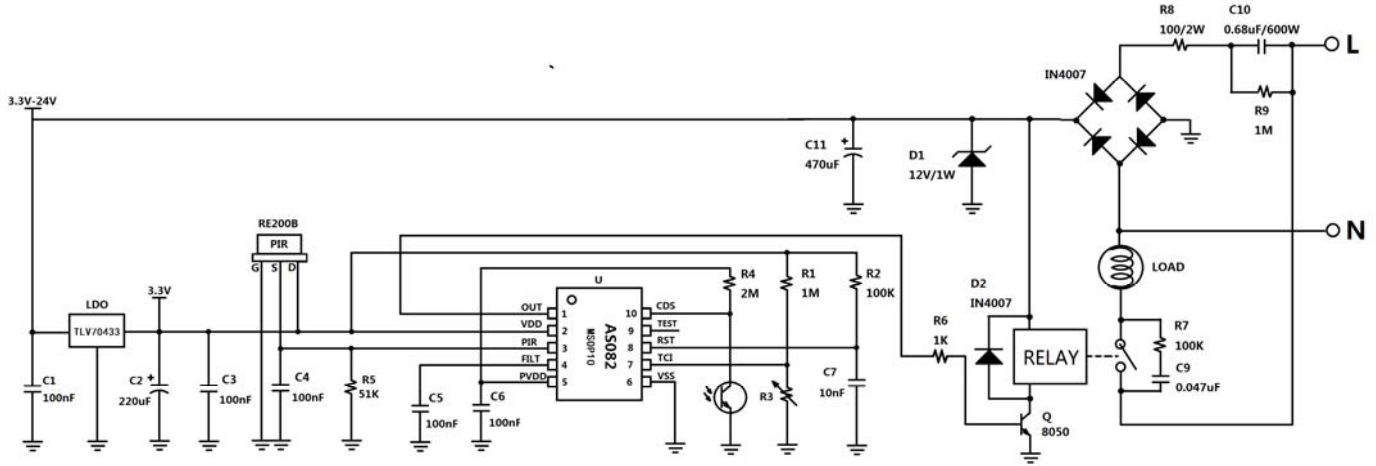 R8
100/2W
C10
0.68uF/600W
L
IN4007
R9
1M
3.3V-24V
C11
470uF
D1
12V/1W
N
RE200B
PIR
G S D
LOAD
3.3V
LDO
TLV70433
U
R4
2M
R1
1M
R2
100K
D2
IN4007
OUT
1
VDD
2
PIR
3
FILT
4
PVDD
5
AS082
MSOP10
10
CDS
9
TEST
8
RST
7
TCI
6
VSS
R6
1K
RELAY
R7
100K
C9
0.047uF
C1
100nF
C2
220uF
C3
100nF
C4
100nF
R5
51K
C5
100nF
C6
100nF
R3
C7
10nF
Q
8050